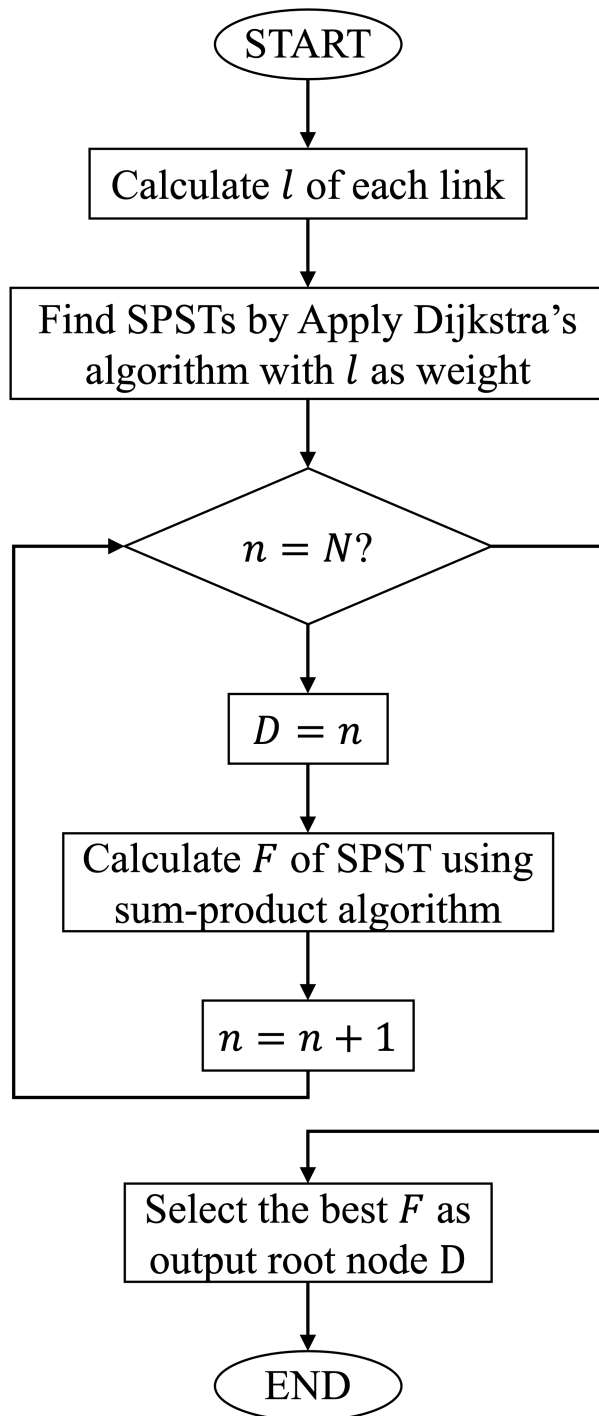 START
Calculate 𝑙 of each link
Find SPSTs by Apply Dijkstra’s
algorithm with 𝑙 as weight
𝑛 = 𝑁?
𝐷 = 𝑛
Calculate 𝐹 of SPST using
sum-product algorithm
𝑛 = 𝑛 + 1
Select the best 𝐹 as
output root node D
END